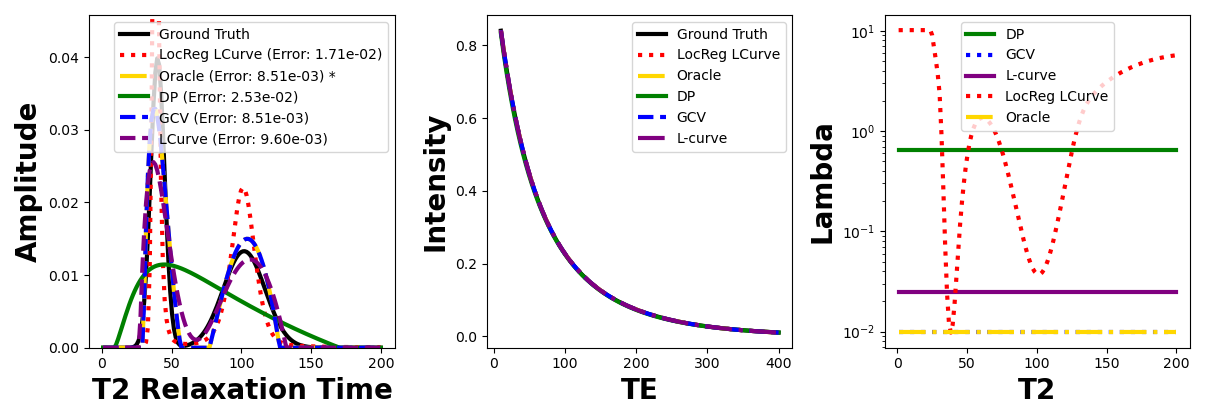 Amplitude
0.04
0.03
0.02
0.01
0.00
Ground Truth
LocReg LCurve (Error: 1.71e-02)
Oracle (Error: 8.51e-03) *
DP (Error: 2.53e-02)
GCV (Error: 8.51e-03)
LCurve (Error: 9.60e-03)
0 50 100 150 200
T2 Relaxation Time
Intensity
0.8
0.6
0.4
0.2
0.0
Ground Truth
LocReg LCurve
Oracle
DP
GCV
L-curve
0 100 200 300 400
TE
Lambda
10¹
10⁰
10⁻¹
10⁻²
DP
GCV
L-curve
LocReg LCurve
Oracle
0 50 100 150 200
T2